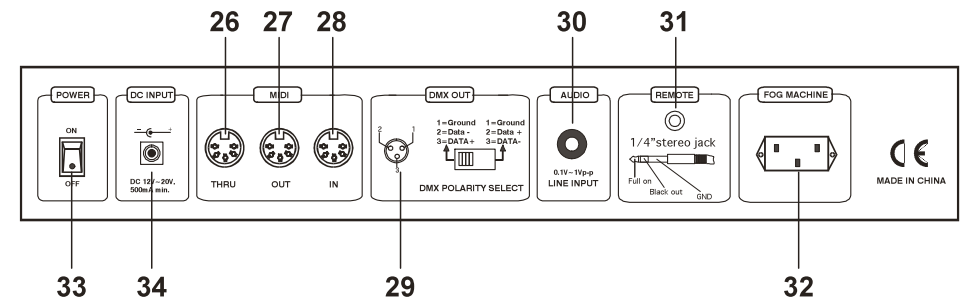 26 27 28 30 31
POWER
ON
OFF
DC INPUT
- +
DC 12V~20V,
500mA min.
MIDI
THRU OUT IN
DMX OUT
2 1
3
1=Ground 1=Ground
2=Data - 2=Data +
3=DATA+ 3=DATA-
DMX POLARITY SELECT
AUDIO
0.1V~1Vp-p
LINE INPUT
REMOTE
1/4"stereo jack
Full on
Black out
GND
FOG MACHINE
CE
MADE IN CHINA
33 34 29 32